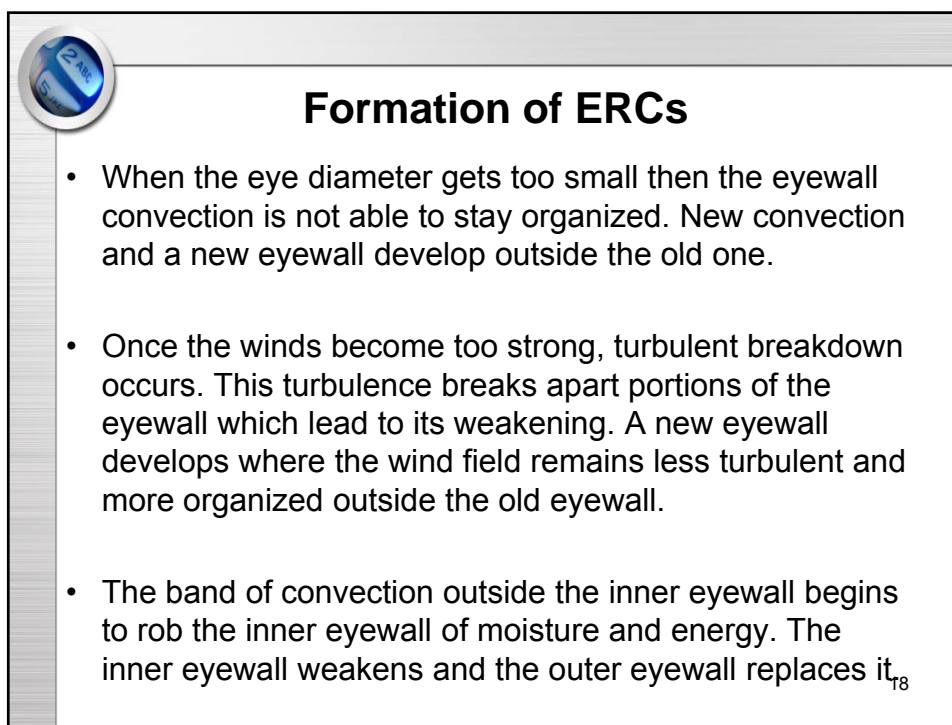 2 ABC
5 JKL
Formation of ERCs
• When the eye diameter gets too small then the eyewall
convection is not able to stay organized. New convection
and a new eyewall develop outside the old one.
• Once the winds become too strong, turbulent breakdown
occurs. This turbulence breaks apart portions of the
eyewall which lead to its weakening. A new eyewall
develops where the wind field remains less turbulent and
more organized outside the old eyewall.
• The band of convection outside the inner eyewall begins
to rob the inner eyewall of moisture and energy. The
inner eyewall weakens and the outer eyewall replaces it.
18